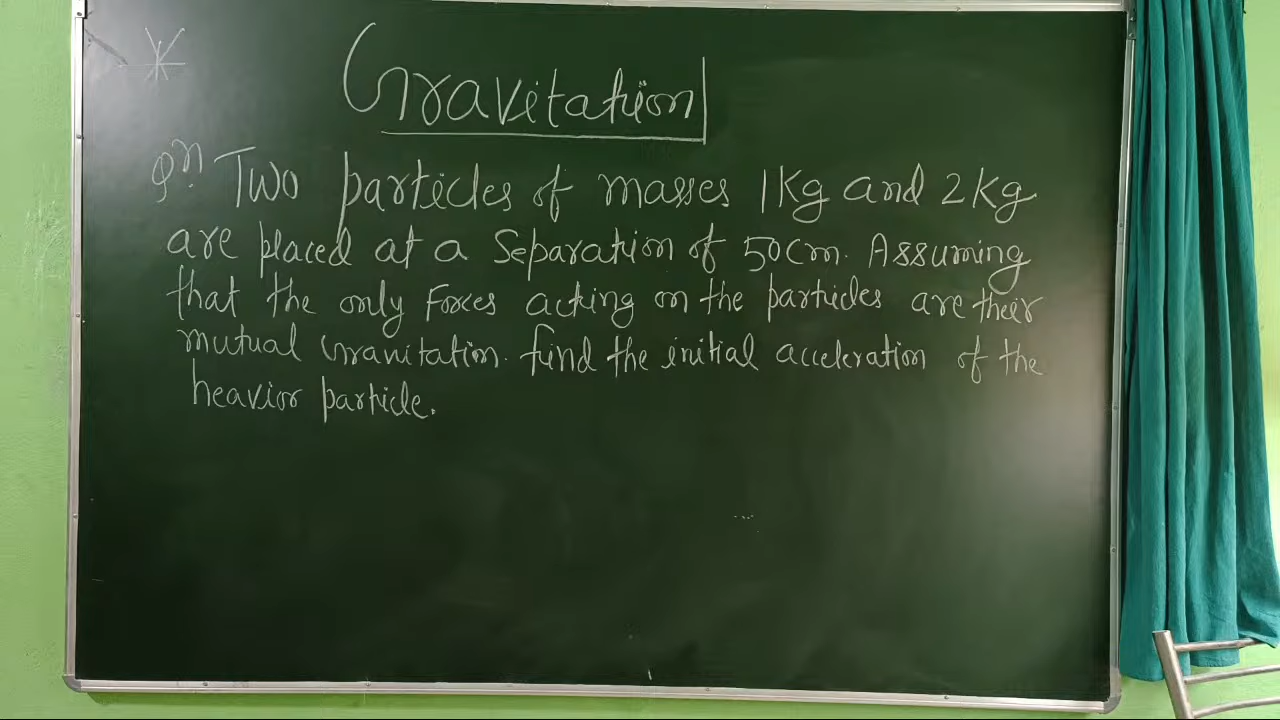 Gravitation
Qn. Two particles of masses 1Kg and 2Kg
are placed at a Separation of 50cm. Assuming
that the only Forces acting on the particles are their
mutual Gravitation. find the initial acceleration of the
heavior particle.